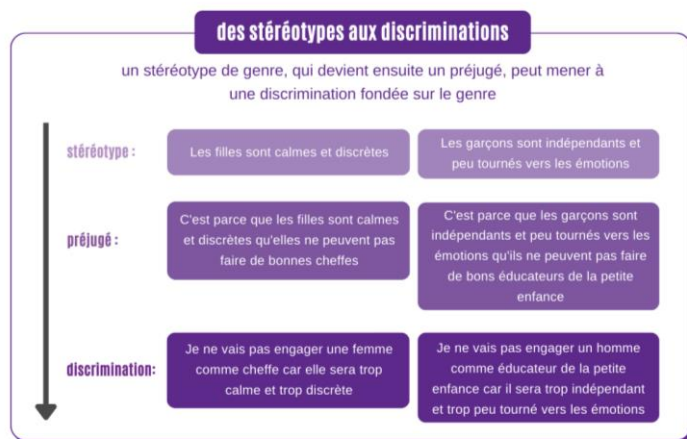 des stéréotypes aux discriminations
un stéréotype de genre, qui devient ensuite un préjugé, peut mener à
une discrimination fondée sur le genre
stéréotype :
Les filles sont calmes et discrètes
Les garçons sont indépendants et
peu tournés vers les émotions
préjugé :
C'est parce que les filles sont calmes
et discrètes qu'elles ne peuvent pas
faire de bonnes cheffes
C'est parce que les garçons sont
indépendants et peu tournés vers les
émotions qu'ils ne peuvent pas faire
de bons éducateurs de la petite
enfance
discrimination:
Je ne vais pas engager une femme
comme cheffe car elle sera trop
calme et trop discrète
Je ne vais pas engager un homme
comme éducateur de la petite
enfance car il sera trop indépendant
et trop peu tourné vers les émotions